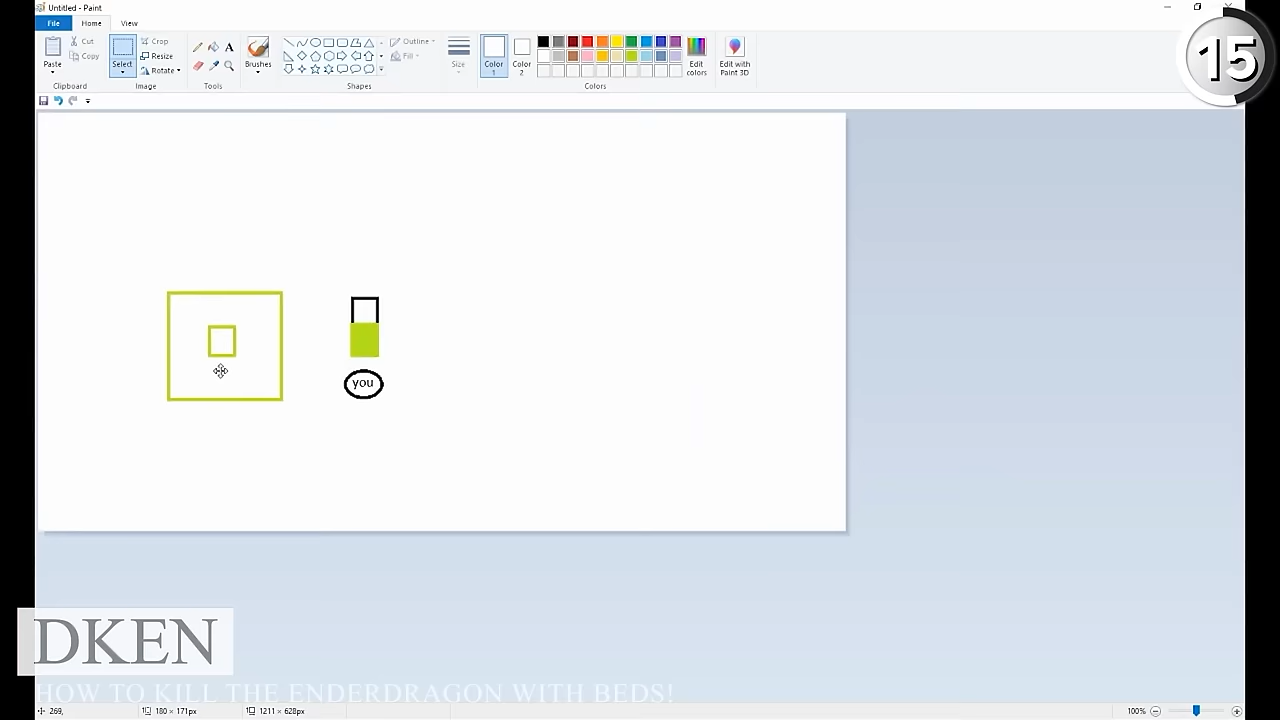 Untitled - Paint
File Home View
Paste
Cut
Copy
Clipboard
Select
Crop
Resize
Rotate
Image
A
Tools
Brushes
Outline
Fill
Shapes
Size
Color
1
Color
2
Colors
Edit
colors
Edit with
Paint 3D
15
you
DKEN
HOW TO KILL THE ENDERDRAGON WITH BEDS!
269,
180 × 171px
1211 × 628px
100%